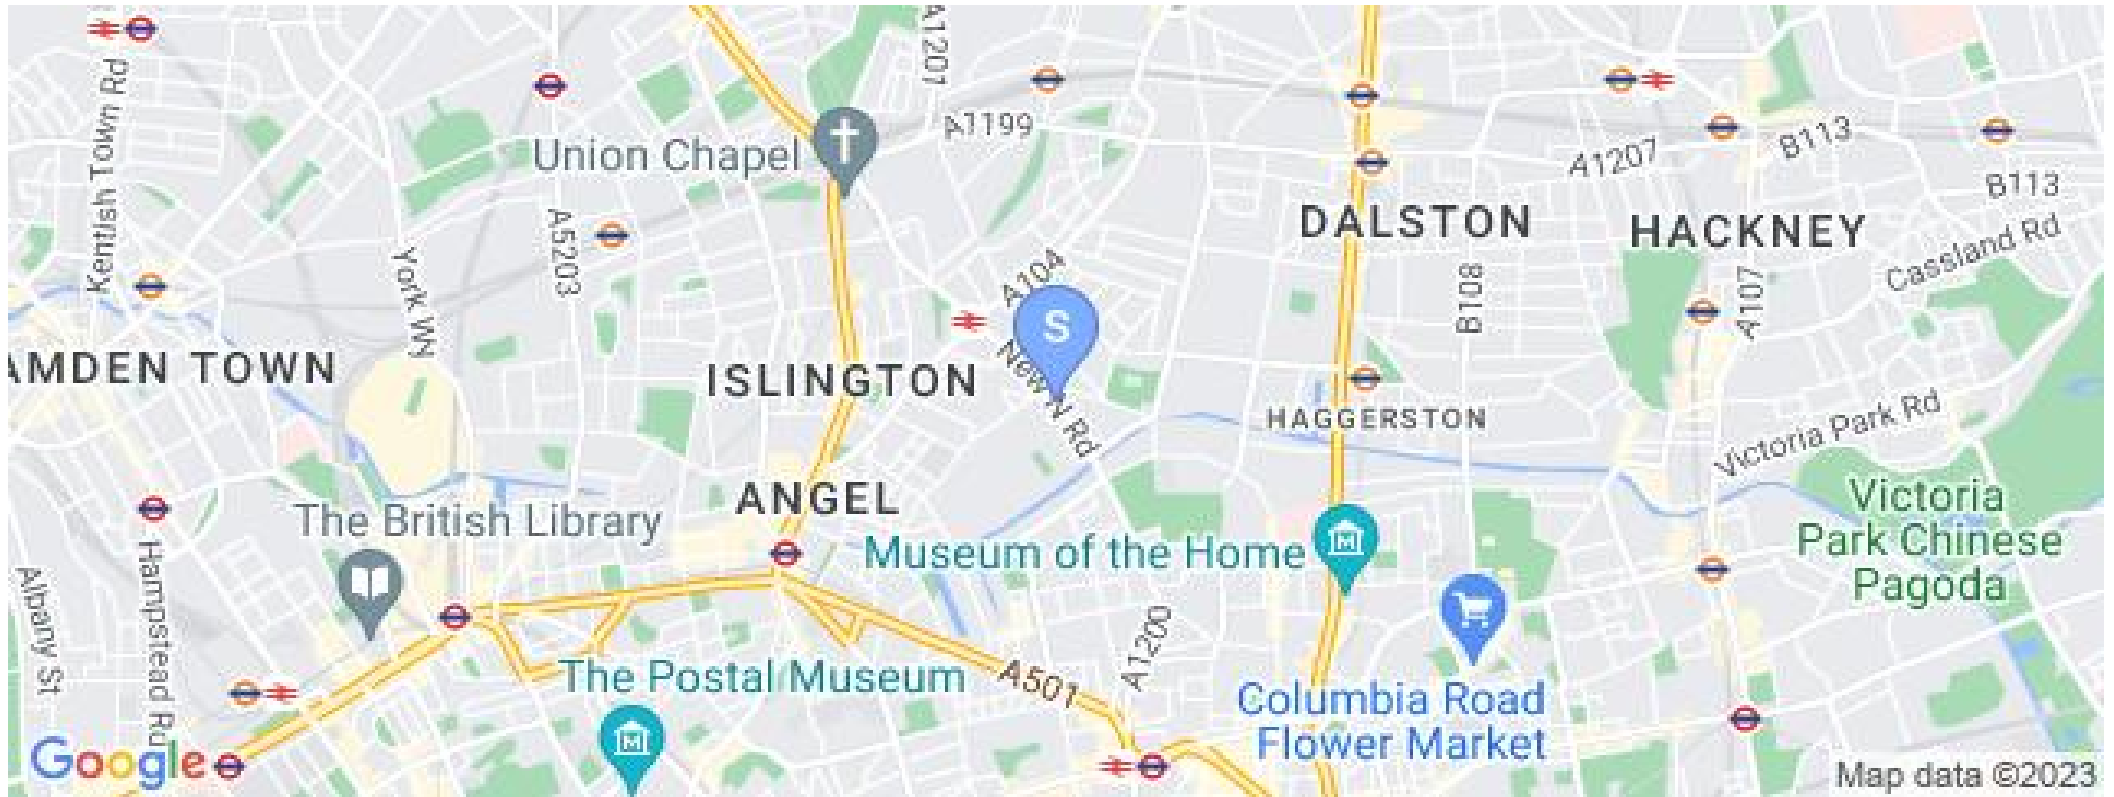 A1201
Kentish Town Rd
Union Chapel
A1199
A1207
B113
B113
DALSTON
HACKNEY
Cassland Rd
A5203
York Wy
A104
B108
A107
S
AMDEN TOWN
ISLINGTON
New N Rd
HAGGERSTON
Victoria Park Rd
ANGEL
The British Library
Museum of the Home
Victoria
Park Chinese
Pagoda
Albany St
Hampstead Rd
A1200
The Postal Museum
A501
Columbia Road
Flower Market
Google
Map data ©2023